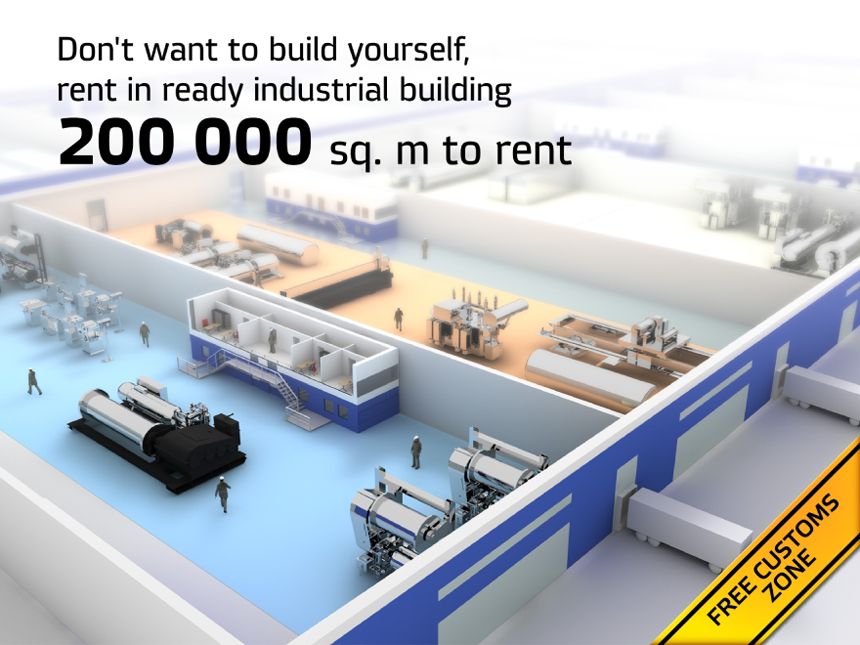 Don't want to build yourself,
rent in ready industrial building
200 000 sq. m to rent
FREE CUSTOMS
ZONE